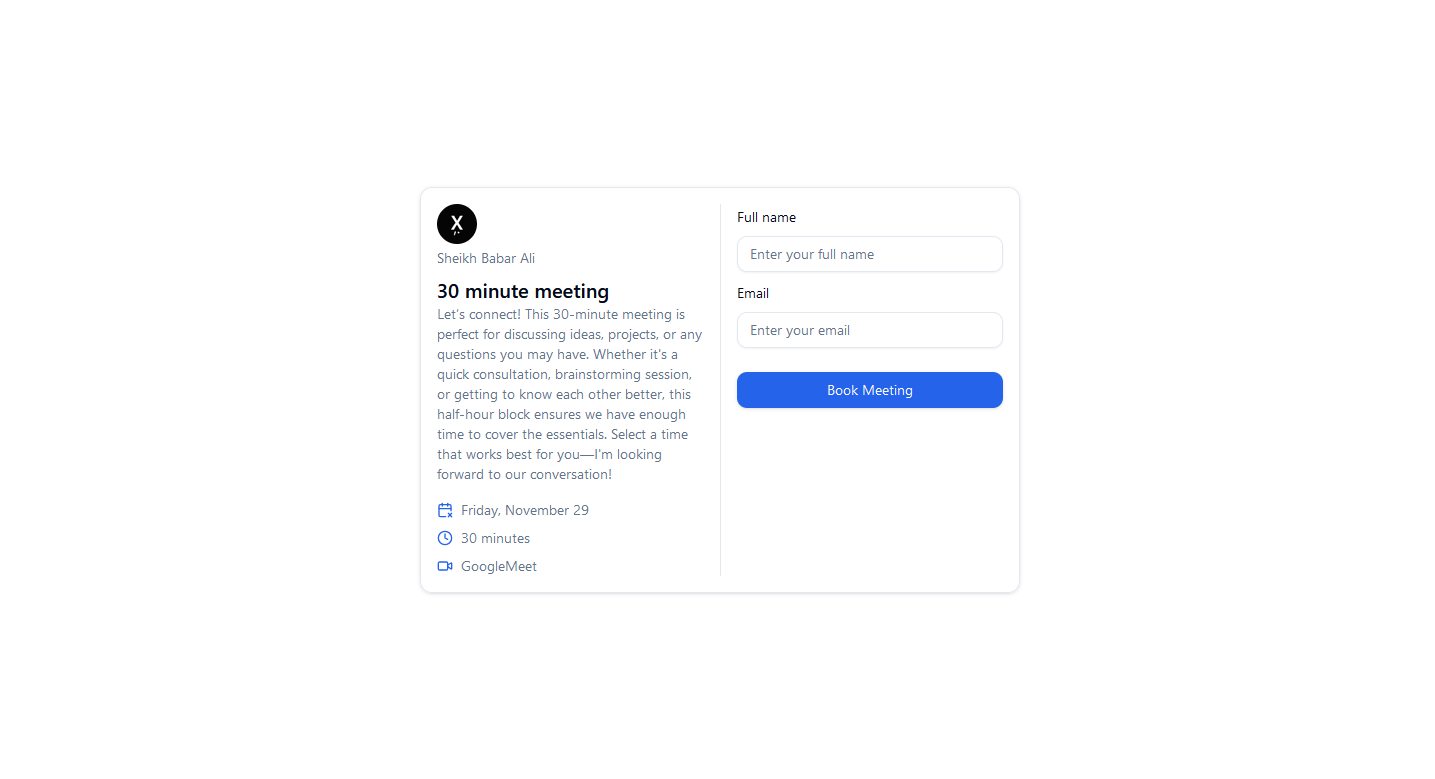 X
Sheikh Babar Ali
30 minute meeting
Let's connect! This 30-minute meeting is
perfect for discussing ideas, projects, or any
questions you may have. Whether it's a
quick consultation, brainstorming session,
or getting to know each other better, this
half-hour block ensures we have enough
time to cover the essentials. Select a time
that works best for you—I'm looking
forward to our conversation!
Friday, November 29
30 minutes
GoogleMeet
Full name
Enter your full name
Email
Enter your email
Book Meeting